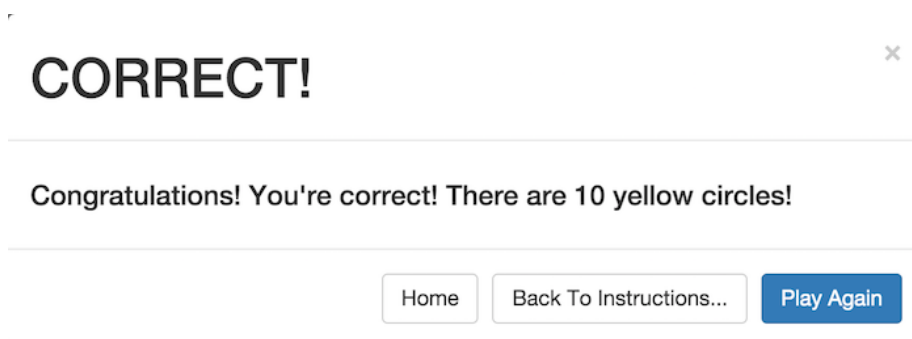 CORRECT!
×
Congratulations! You're correct! There are 10 yellow circles!
Home Back To Instructions... Play Again